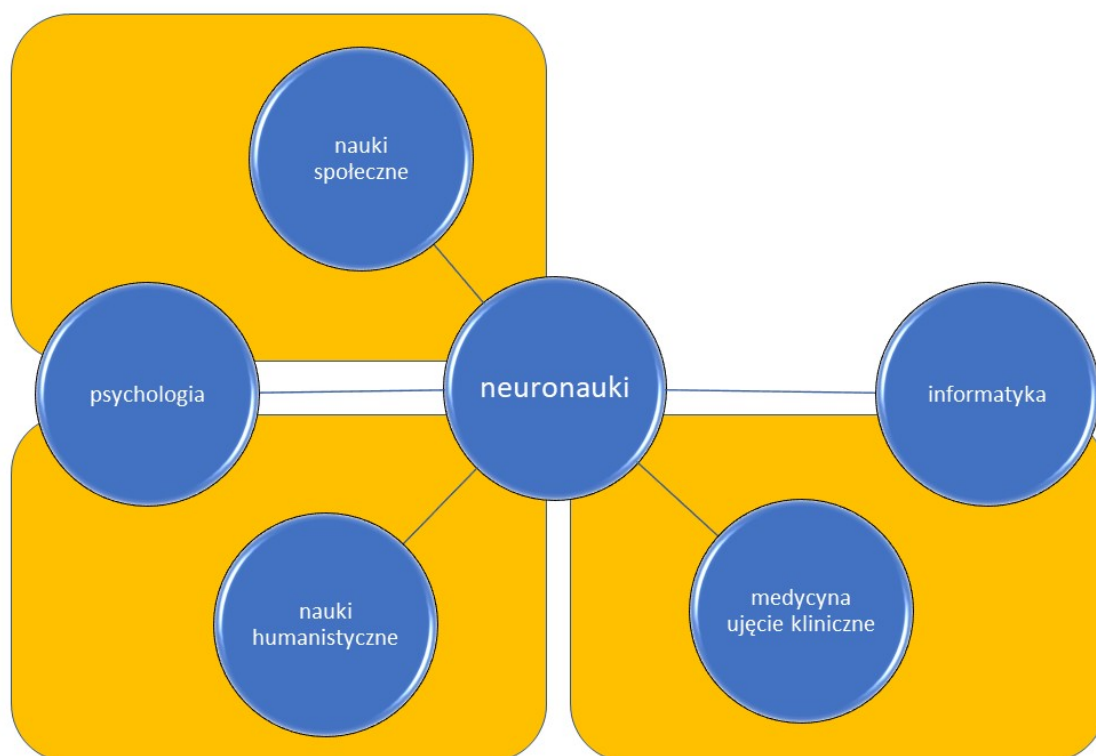 nauki
społeczne
psychologia
neuronauki
informatyka
nauki
humanistyczne
medycyna
ujęcie kliniczne